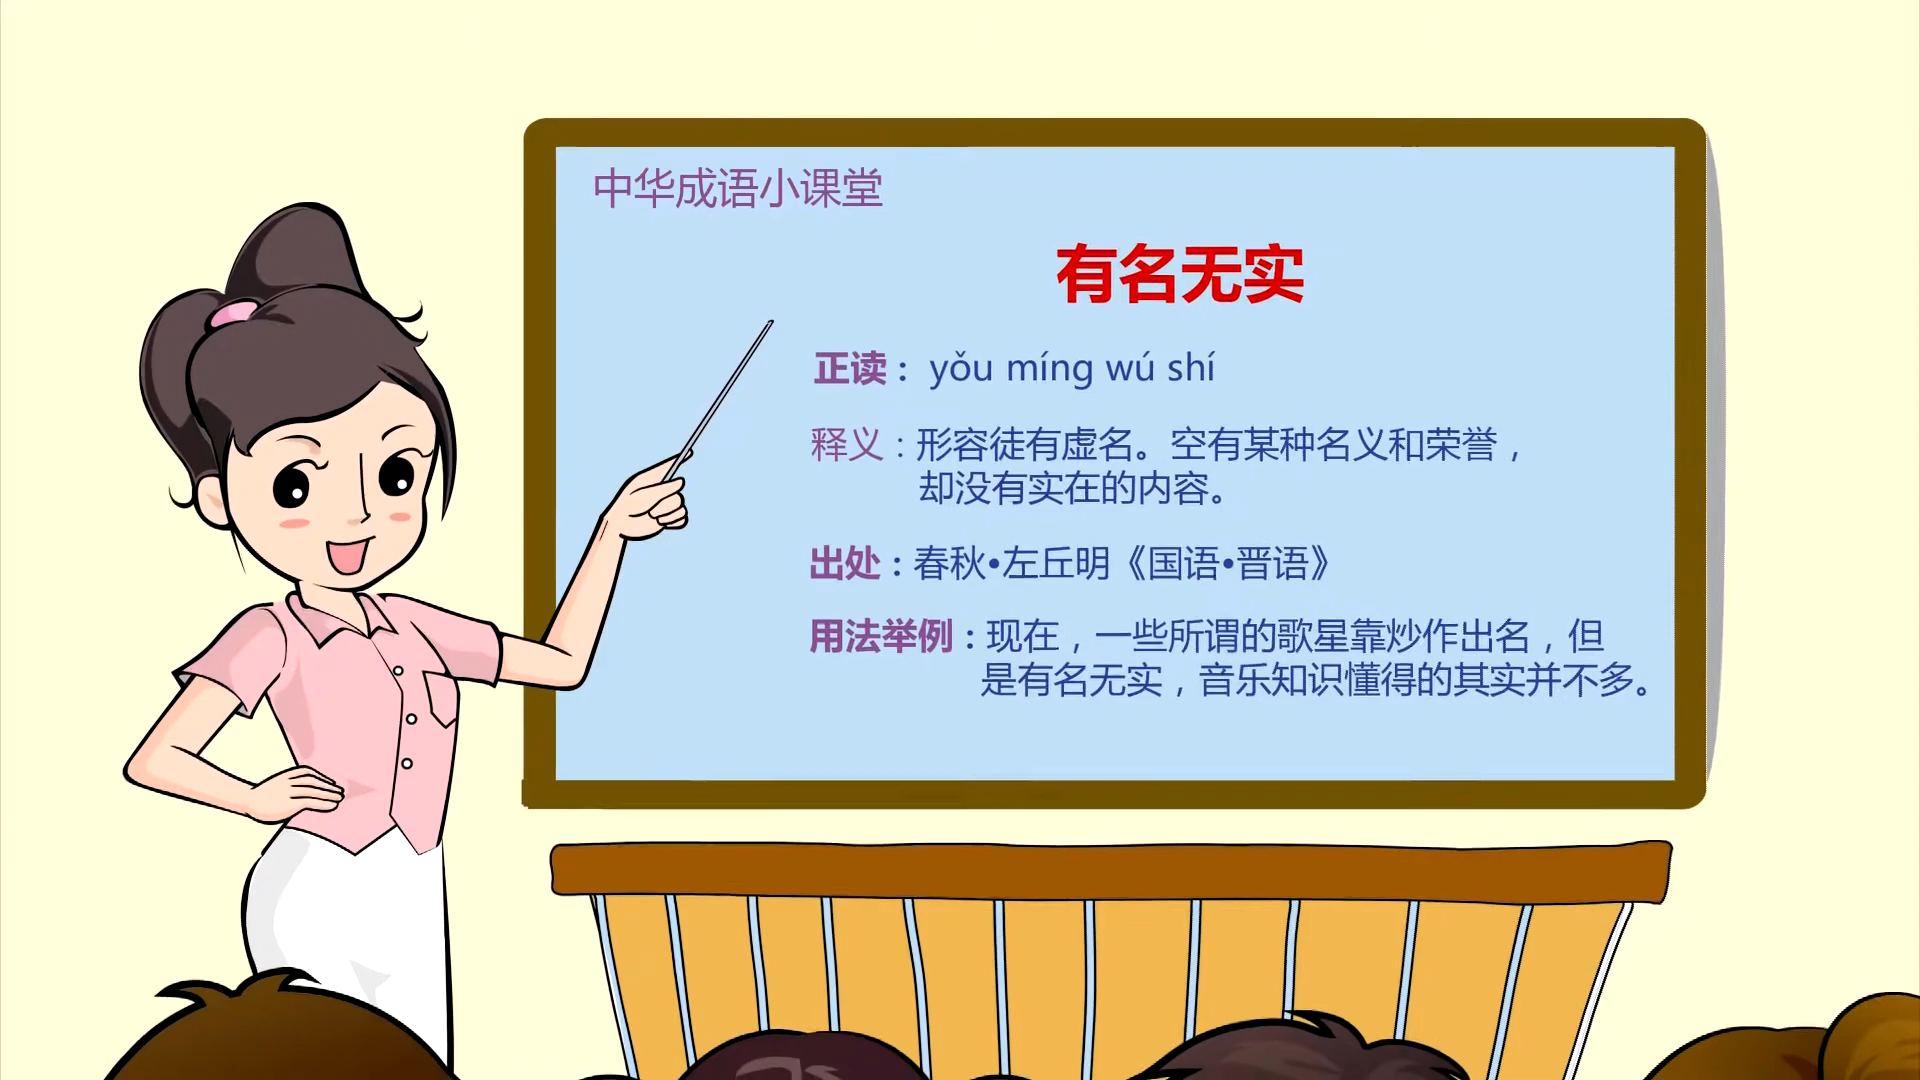 中华成语小课堂
有名无实
正读： yǒu míng wú shí
释义：形容徒有虚名。空有某种名义和荣誉，
却没有实在的内容。
出处：春秋•左丘明《国语•晋语》
用法举例：现在，一些所谓的歌星靠炒作出名，但
是有名无实，音乐知识懂得的其实并不多。